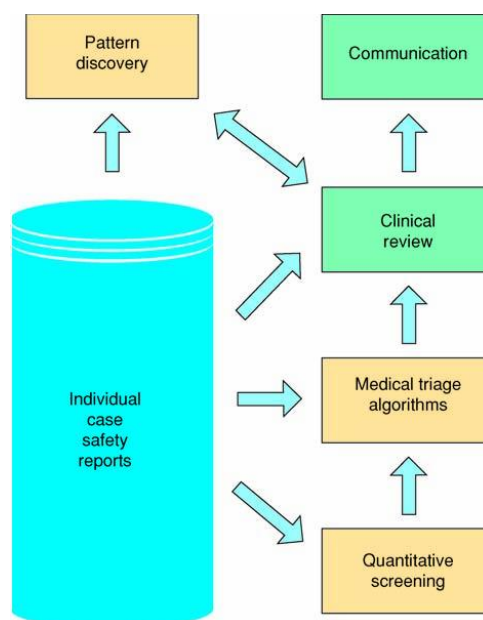 Pattern
discovery
Communication
Clinical
review
Individual
case
safety
reports
Medical triage
algorithms
Quantitative
screening